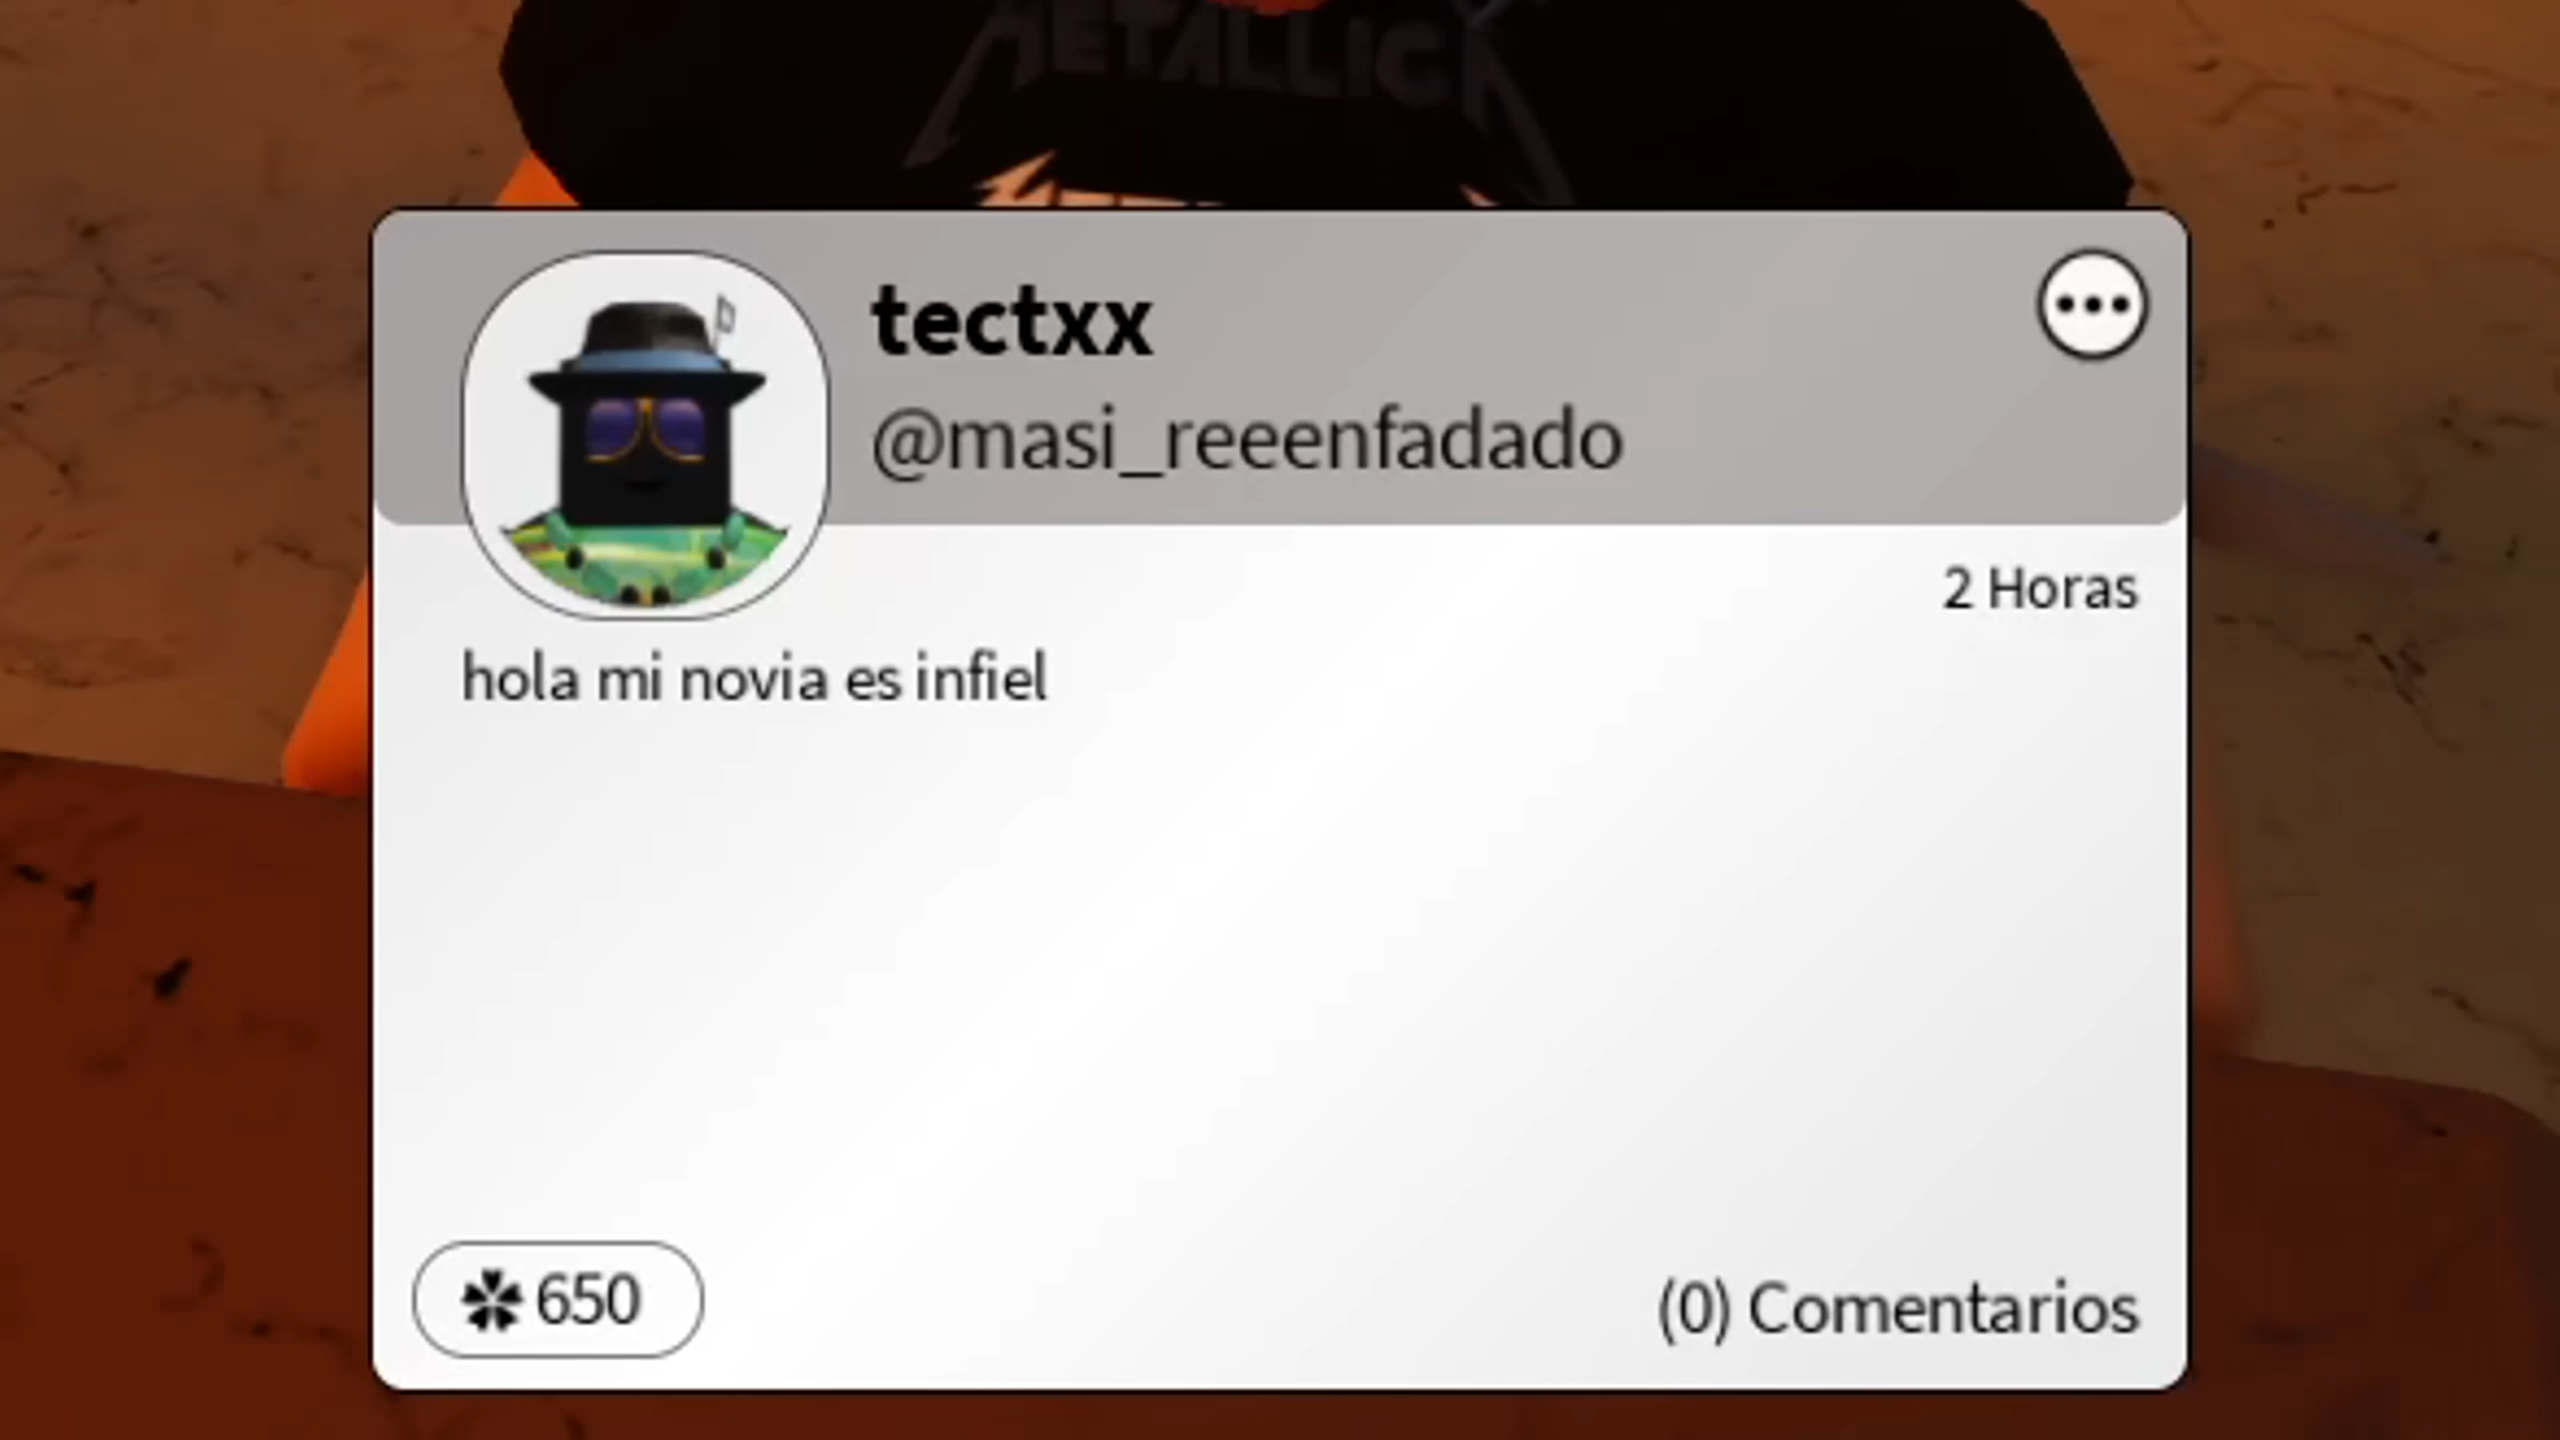 METALLICA
tectxx
@masi_reeenfadado
2 Horas
hola mi novia es infiel
650
(0) Comentarios